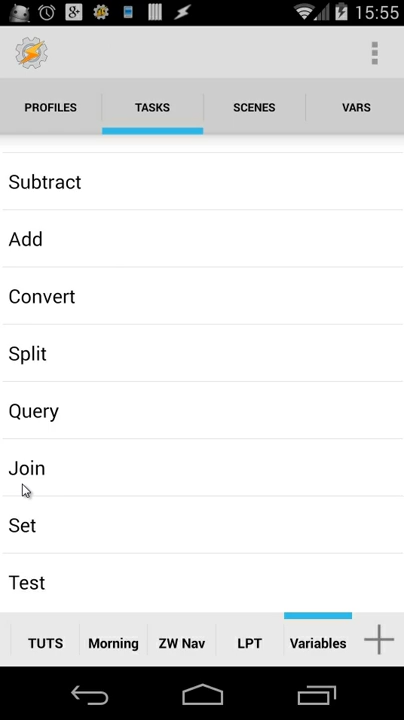 15:55
PROFILES TASKS SCENES VARS
Subtract
Add
Convert
Split
Query
Join
Set
Test
TUTS Morning ZW Nav LPT Variables